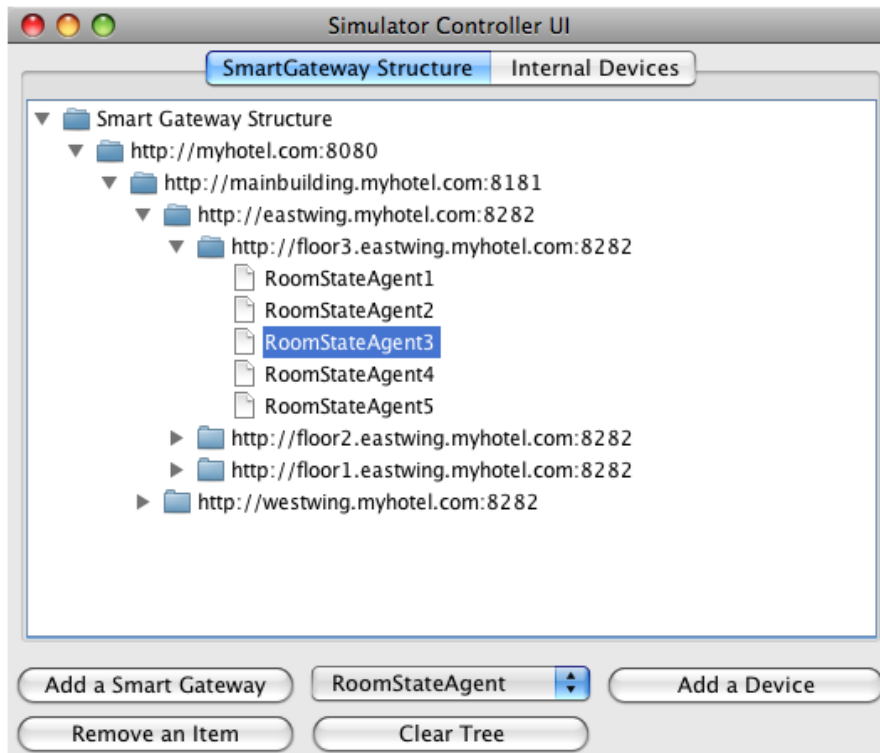 Simulator Controller UI
SmartGateway Structure Internal Devices
Smart Gateway Structure
http://myhotel.com:8080
http://mainbuilding.myhotel.com:8181
http://eastwing.myhotel.com:8282
http://floor3.eastwing.myhotel.com:8282
RoomStateAgent1
RoomStateAgent2
RoomStateAgent3
RoomStateAgent4
RoomStateAgent5
http://floor2.eastwing.myhotel.com:8282
http://floor1.eastwing.myhotel.com:8282
http://westwing.myhotel.com:8282
Add a Smart Gateway RoomStateAgent Add a Device
Remove an Item Clear Tree